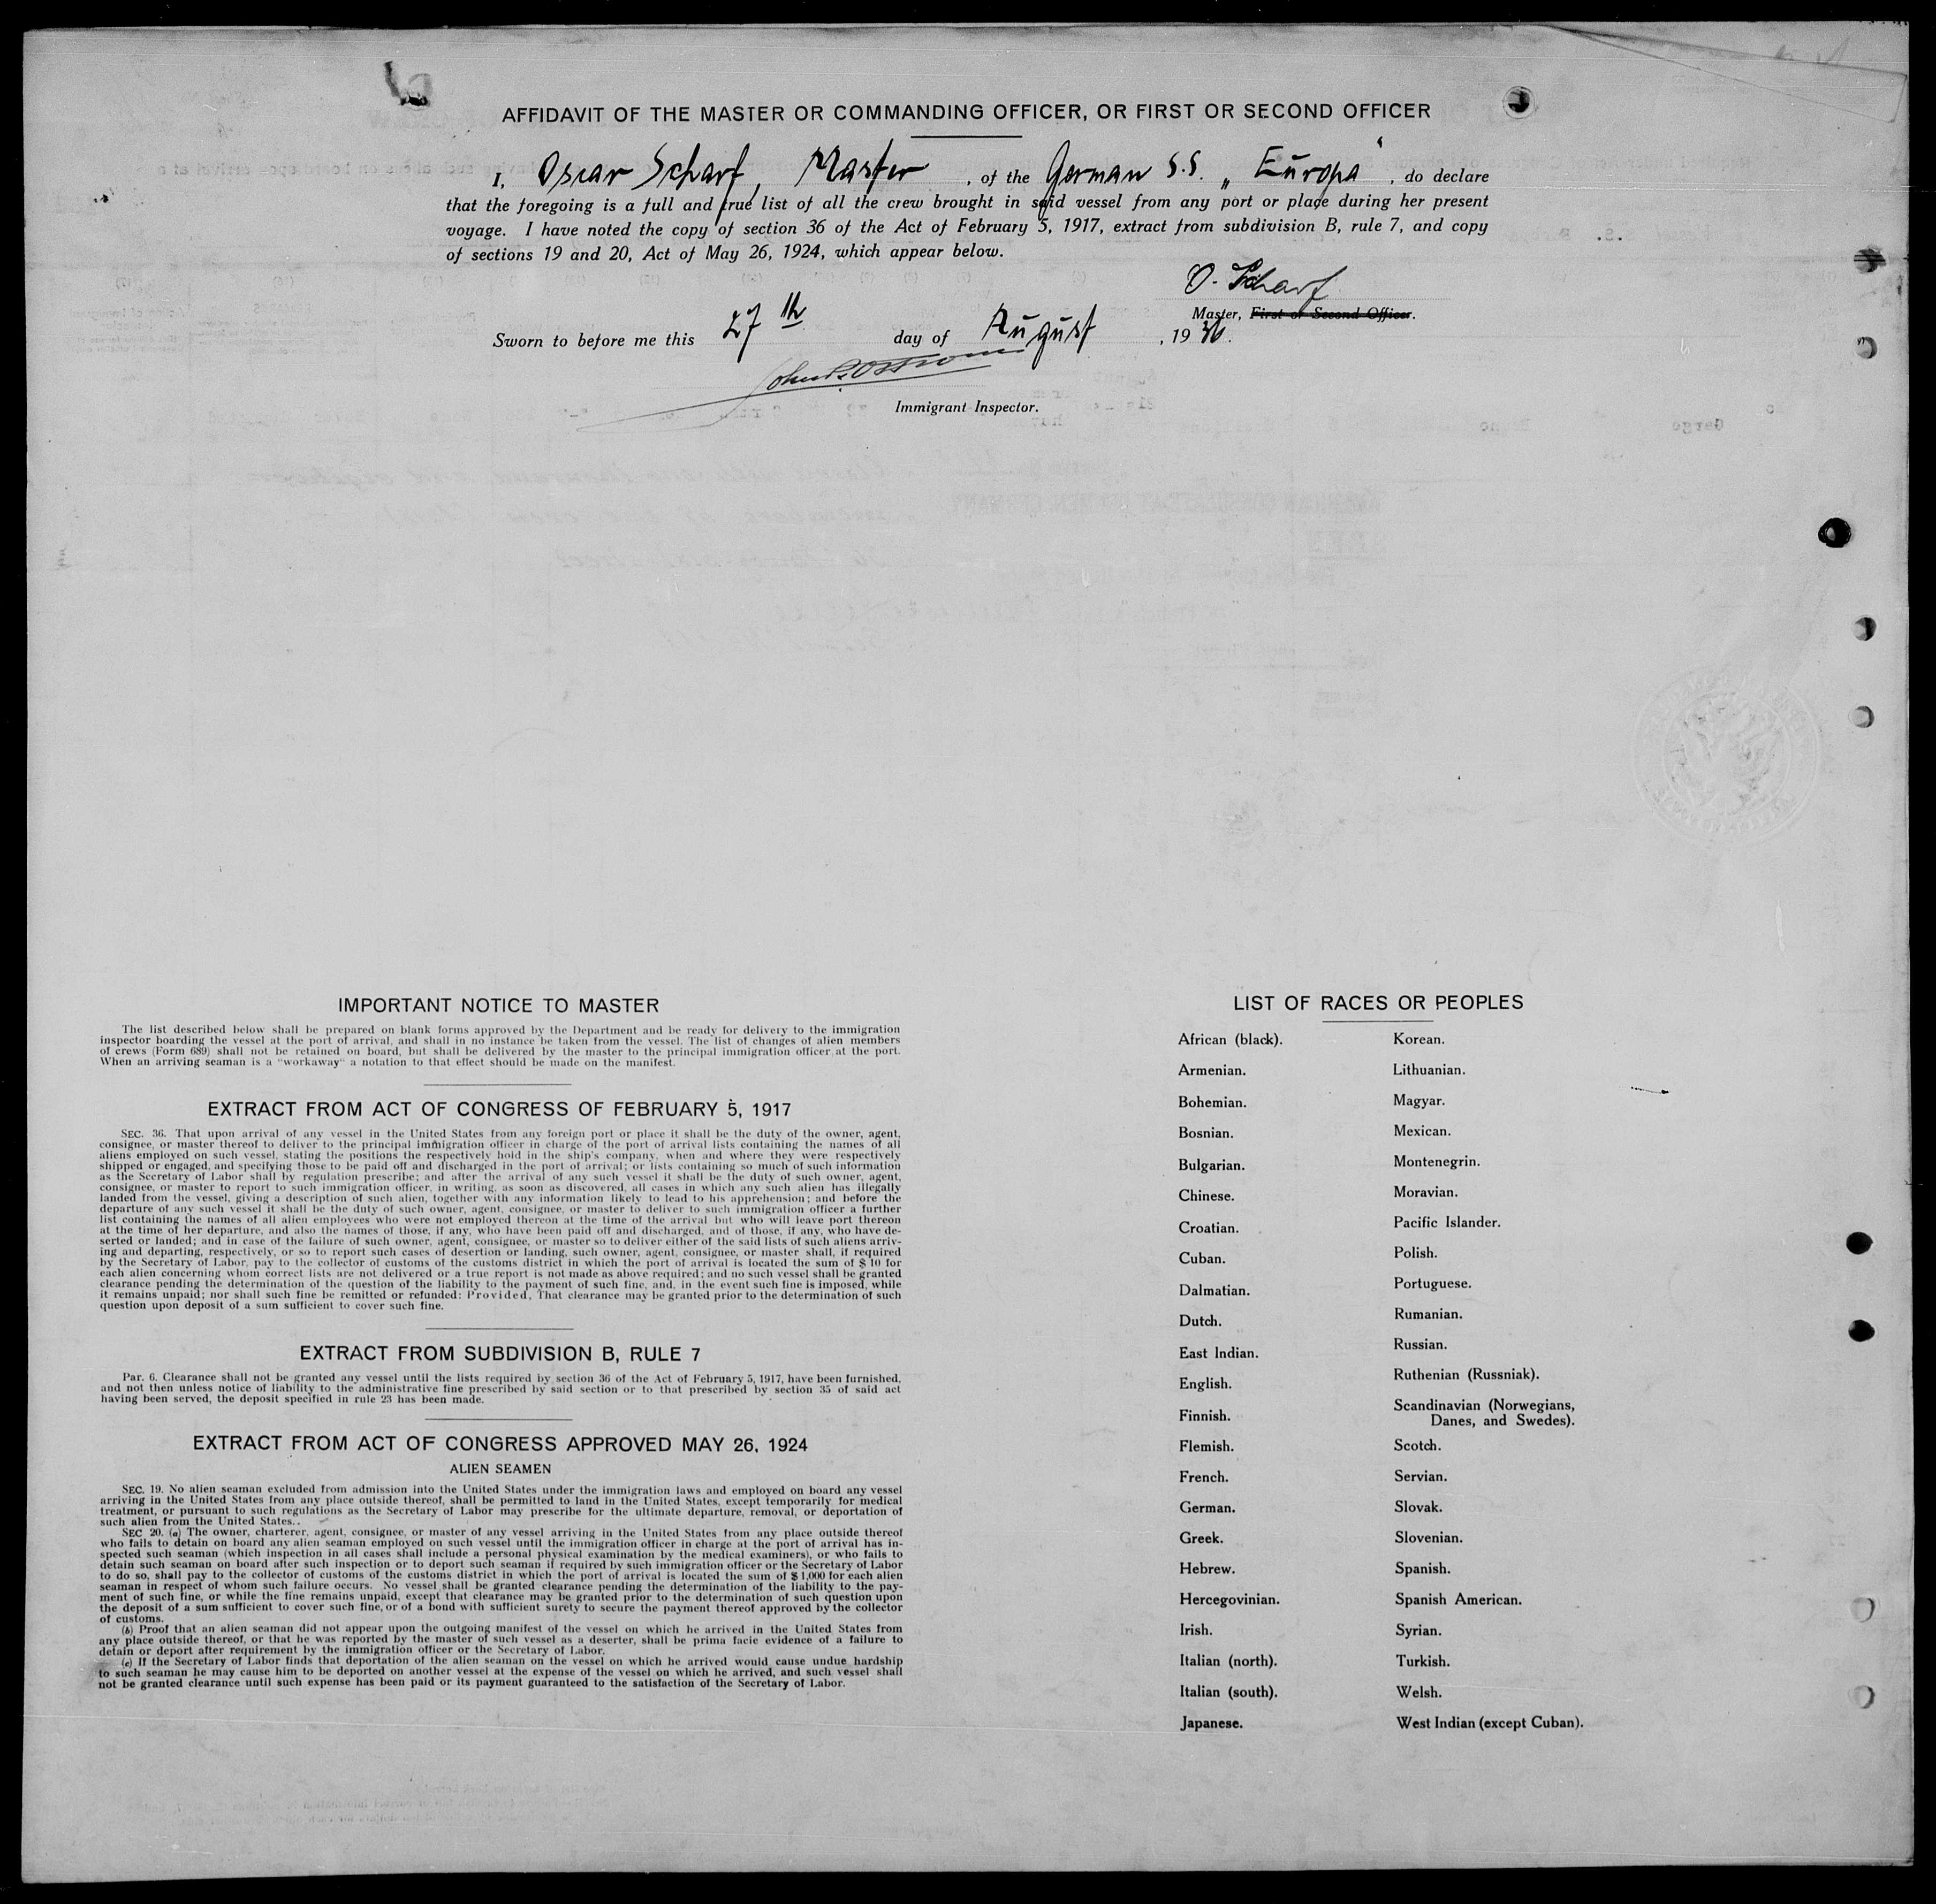 AFFIDAVIT OF THE MASTER OR COMMANDING OFFICER, OR FIRST OR SECOND OFFICER
I, Oscar Scharf, Master, of the German S.S. „Europa“, do declare
that the foregoing is a full and true list of all the crew brought in said vessel from any port or place during her present
voyage. I have noted the copy of section 36 of the Act of February 5, 1917, extract from subdivision B, rule 7, and copy
of sections 19 and 20, Act of May 26, 1924, which appear below.
O. Scharf
Master, First or Second Officer.
Sworn to before me this 27th day of August, 1936.
Immigrant Inspector.
IMPORTANT NOTICE TO MASTER
The list described below shall be prepared on blank forms approved by the Department and be ready for delivery to the immigration
inspector boarding the vessel at the port of arrival, and shall in no instance be taken from the vessel. The list of changes of alien members
of crews (Form 689) shall not be retained on board, but shall be delivered by the master to the principal immigration officer at the port.
When an arriving seaman is a "workaway" a notation to that effect should be made on the manifest.
EXTRACT FROM ACT OF CONGRESS OF FEBRUARY 5, 1917
SEC. 36. That upon arrival of any vessel in the United States from any foreign port or place it shall be the duty of the owner, agent,
consignee, or master thereof to deliver to the principal immigration officer in charge of the port of arrival lists containing the names of all
aliens employed on such vessel, stating the positions the respectively hold in the ship's company, when and where they were respectively
shipped or engaged, and specifying those to be paid off and discharged in the port of arrival; or lists containing so much of such information
as the Secretary of Labor shall by regulation prescribe; and after the arrival of any such vessel it shall be the duty of such owner, agent,
consignee, or master to report to such immigration officer, in writing, as soon as discovered, all cases in which any such alien has illegally
landed from the vessel, giving a description of such alien, together with any information likely to lead to his apprehension; and before the
departure of any such vessel it shall be the duty of such owner, agent, consignee, or master to deliver to such immigration officer a further
list containing the names of all alien employees who were not employed thereon at the time of the arrival but who will leave port thereon
at the time of her departure, and also the names of those, if any, who have been paid off and discharged, and of those, if any, who have de-
serted or landed; and in case of the failure of such owner, agent, consignee, or master so to deliver either of the said lists of such aliens arriv-
ing and departing, respectively, or so to report such cases of desertion or landing, such owner, agent, consignee, or master shall, if required
by the Secretary of Labor, pay to the collector of customs of the customs district in which the port of arrival is located the sum of $ 10 for
each alien concerning whom correct lists are not delivered or a true report is not made as above required; and no such vessel shall be granted
clearance pending the determination of the question of the liability to the payment of such fine, and, in the event such fine is imposed, while
it remains unpaid; nor shall such fine be remitted or refunded: Provided, That clearance may be granted prior to the determination of such
question upon deposit of a sum sufficient to cover such fine.
EXTRACT FROM SUBDIVISION B, RULE 7
Par. 6. Clearance shall not be granted any vessel until the lists required by section 36 of the Act of February 5, 1917, have been furnished,
and not then unless notice of liability to the administrative fine prescribed by said section or to that prescribed by section 35 of said act
having been served, the deposit specified in rule 23 has been made.
EXTRACT FROM ACT OF CONGRESS APPROVED MAY 26, 1924
ALIEN SEAMEN
SEC. 19. No alien seaman excluded from admission into the United States under the immigration laws and employed on board any vessel
arriving in the United States from any place outside thereof, shall be permitted to land in the United States, except temporarily for medical
treatment, or pursuant to such regulations as the Secretary of Labor may prescribe for the ultimate departure, removal, or deportation of
such alien from the United States..
SEC 20. (a) The owner, charterer, agent, consignee, or master of any vessel arriving in the United States from any place outside thereof
who fails to detain on board any alien seaman employed on such vessel until the immigration officer in charge at the port of arrival has in-
spected such seaman (which inspection in all cases shall include a personal physical examination by the medical examiners), or who fails to
detain such seaman on board after such inspection or to deport such seaman if required by such immigration officer or the Secretary of Labor
to do so, shall pay to the collector of customs of the customs district in which the port of arrival is located the sum of $ 1,000 for each alien
seaman in respect of whom such failure occurs. No vessel shall be granted clearance pending the determination of the liability to the pay-
ment of such fine, or while the fine remains unpaid, except that clearance may be granted prior to the determination of such question upon
the deposit of a sum sufficient to cover such fine, or of a bond with sufficient surety to secure the payment thereof approved by the collector
of customs.
(b) Proof that an alien seaman did not appear upon the outgoing manifest of the vessel on which he arrived in the United States from
any place outside thereof, or that he was reported by the master of such vessel as a deserter, shall be prima facie evidence of a failure to
detain or deport after requirement by the immigration officer or the Secretary of Labor.
(c) If the Secretary of Labor finds that deportation of the alien seaman on the vessel on which he arrived would cause undue hardship
to such seaman he may cause him to be deported on another vessel at the expense of the vessel on which he arrived, and such vessel shall
not be granted clearance until such expense has been paid or its payment guaranteed to the satisfaction of the Secretary of Labor.
LIST OF RACES OR PEOPLES
African (black).
Armenian.
Bohemian.
Bosnian.
Bulgarian.
Chinese.
Croatian.
Cuban.
Dalmatian.
Dutch.
East Indian.
English.
Finnish.
Flemish.
French.
German.
Greek.
Hebrew.
Hercegovinian.
Irish.
Italian (north).
Italian (south).
Japanese.
Korean.
Lithuanian.
Magyar.
Mexican.
Montenegrin.
Moravian.
Pacific Islander.
Polish.
Portuguese.
Rumanian.
Russian.
Ruthenian (Russniak).
Scandinavian (Norwegians,
Danes, and Swedes).
Scotch.
Servian.
Slovak.
Slovenian.
Spanish.
Spanish American.
Syrian.
Turkish.
Welsh.
West Indian (except Cuban).